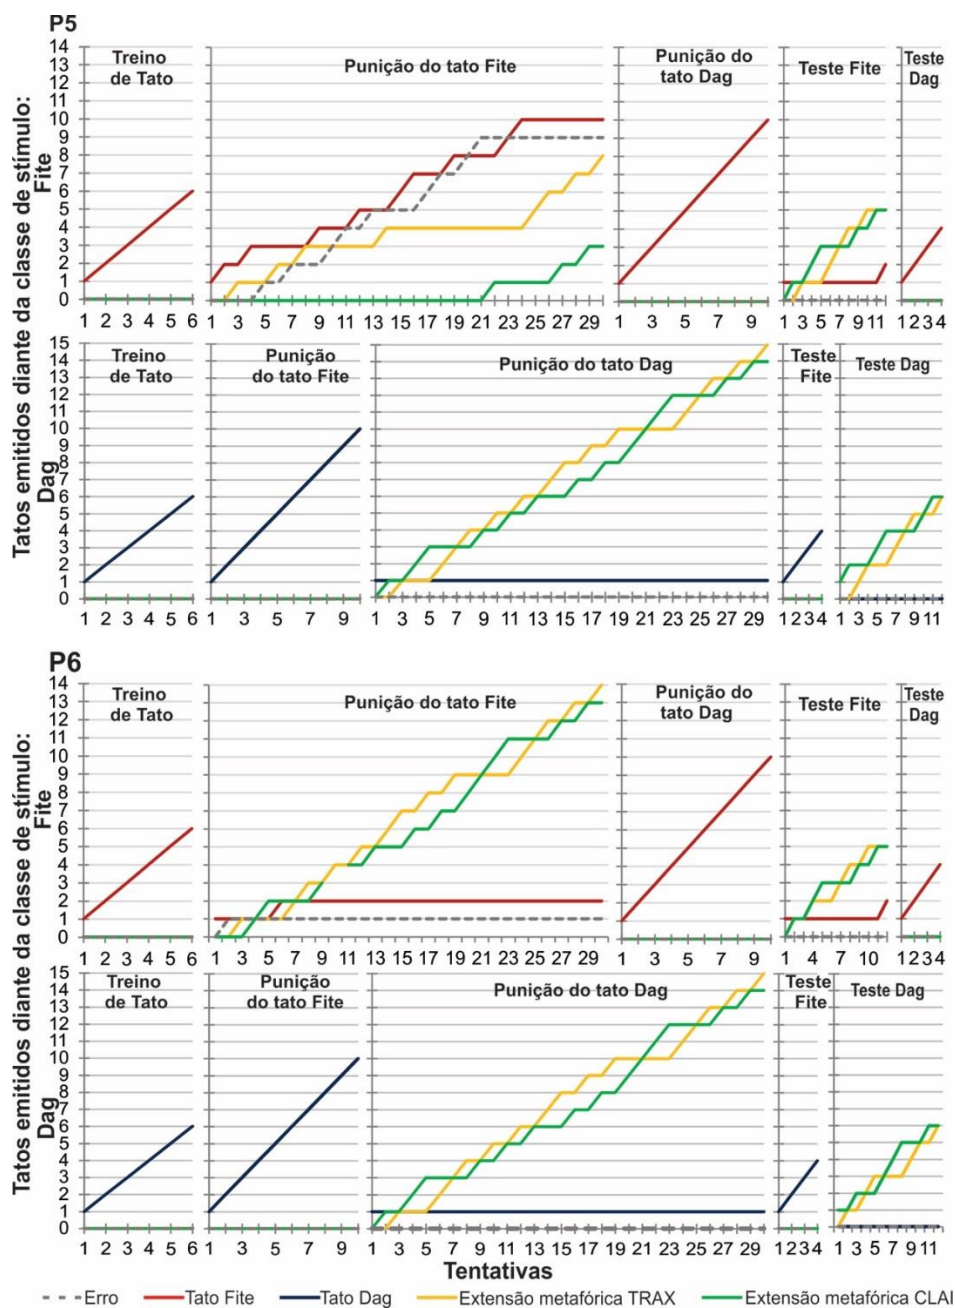 P5
Tatos emitidos diante da classe de stímulo:
Fite
Dag
14
13
12
11
10
9
8
7
6
5
4
3
2
1
0
Treino
de Tato
Punição do tato Fite
Punição do
tato Dag
Teste Fite
Teste
Dag
1 2 3 4 5 6
1 3 5 7 9 11 13 15 17 19 21 23 25 27 29
1 3 5 7 9
1 3 5 7 9 11
1 2 3 4
15
14
13
12
11
10
9
8
7
6
5
4
3
2
1
0
Treino
de Tato
Punição
do tato Fite
Punição do tato Dag
Teste
Fite
Teste Dag
1 2 3 4 5 6
1 3 5 7 9
1 3 5 7 9 11 13 15 17 19 21 23 25 27 29
1 2 3 4
1 3 5 7 9 11
P6
Tatos emitidos diante da classe de stímulo:
Fite
Dag
14
13
12
11
10
9
8
7
6
5
4
3
2
1
0
Treino
de Tato
Punição do tato Fite
Punição do
tato Dag
Teste Fite
Teste
Dag
1 2 3 4 5 6
1 3 5 7 9 11 13 15 17 19 21 23 25 27 29
1 3 5 7 9
1 4 7 10
1 2 3 4
15
14
13
12
11
10
9
8
7
6
5
4
3
2
1
0
Treino
de Tato
Punição
do tato Fite
Punição do tato Dag
Teste
Fite
Teste Dag
1 2 3 4 5 6
1 3 5 7 9
1 3 5 7 9 11 13 15 17 19 21 23 25 27 29
1 2 3 4
1 3 5 7 9 11
Tentativas
Erro Tato Fite Tato Dag Extensão metafórica TRAX Extensão metafórica CLAI